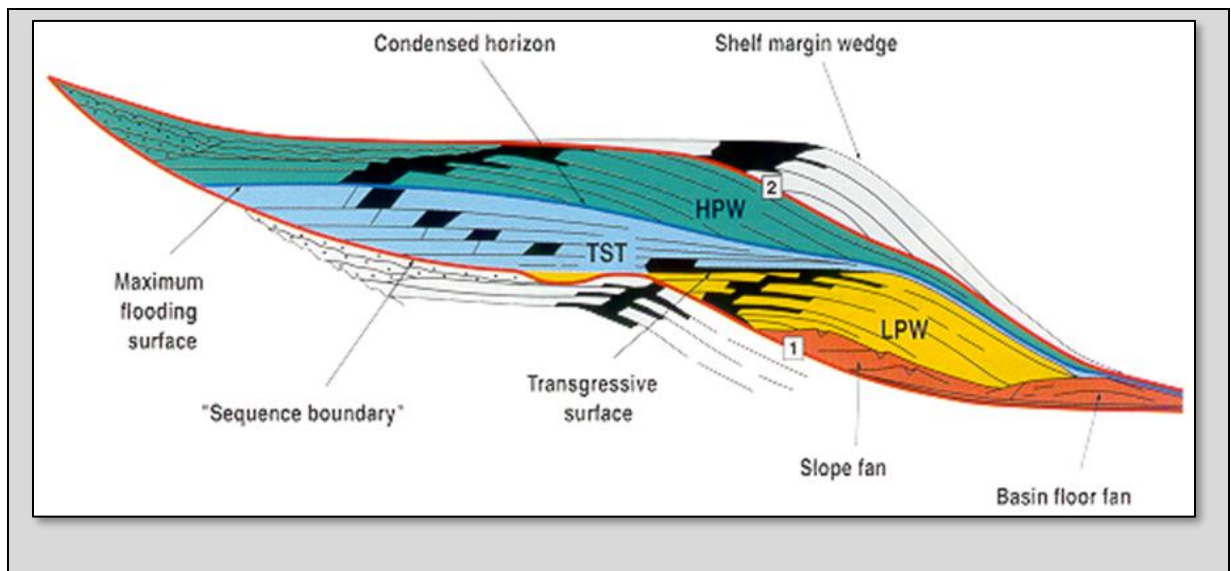 Condensed horizon
Shelf margin wedge
2
HPW
TST
LPW
1
Maximum
flooding
surface
"Sequence boundary"
Transgressive
surface
Slope fan
Basin floor fan